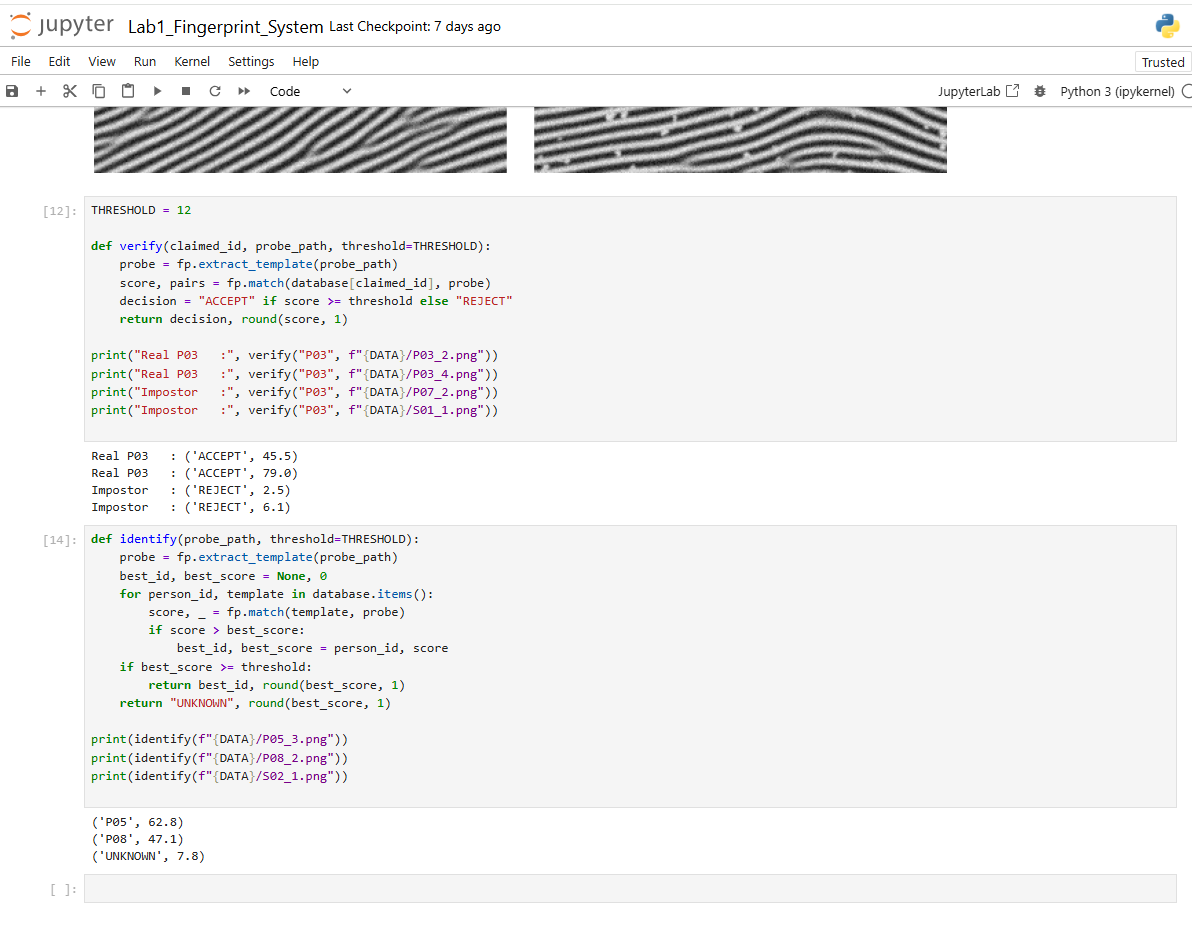 jupyter Lab1_Fingerprint_System Last Checkpoint: 7 days ago
File Edit View Run Kernel Settings Help Trusted
Code JupyterLab Python 3 (ipykernel)
[12]: THRESHOLD = 12
def verify(claimed_id, probe_path, threshold=THRESHOLD):
    probe = fp.extract_template(probe_path)
    score, pairs = fp.match(database[claimed_id], probe)
    decision = "ACCEPT" if score >= threshold else "REJECT"
    return decision, round(score, 1)
print("Real P03   :", verify("P03", f"{DATA}/P03_2.png"))
print("Real P03   :", verify("P03", f"{DATA}/P03_4.png"))
print("Impostor   :", verify("P03", f"{DATA}/P07_2.png"))
print("Impostor   :", verify("P03", f"{DATA}/S01_1.png"))
Real P03   : ('ACCEPT', 45.5)
Real P03   : ('ACCEPT', 79.0)
Impostor   : ('REJECT', 2.5)
Impostor   : ('REJECT', 6.1)
[14]: def identify(probe_path, threshold=THRESHOLD):
    probe = fp.extract_template(probe_path)
    best_id, best_score = None, 0
    for person_id, template in database.items():
        score, _ = fp.match(template, probe)
        if score > best_score:
            best_id, best_score = person_id, score
    if best_score >= threshold:
        return best_id, round(best_score, 1)
    return "UNKNOWN", round(best_score, 1)
print(identify(f"{DATA}/P05_3.png"))
print(identify(f"{DATA}/P08_2.png"))
print(identify(f"{DATA}/S02_1.png"))
('P05', 62.8)
('P08', 47.1)
('UNKNOWN', 7.8)
[ ]: